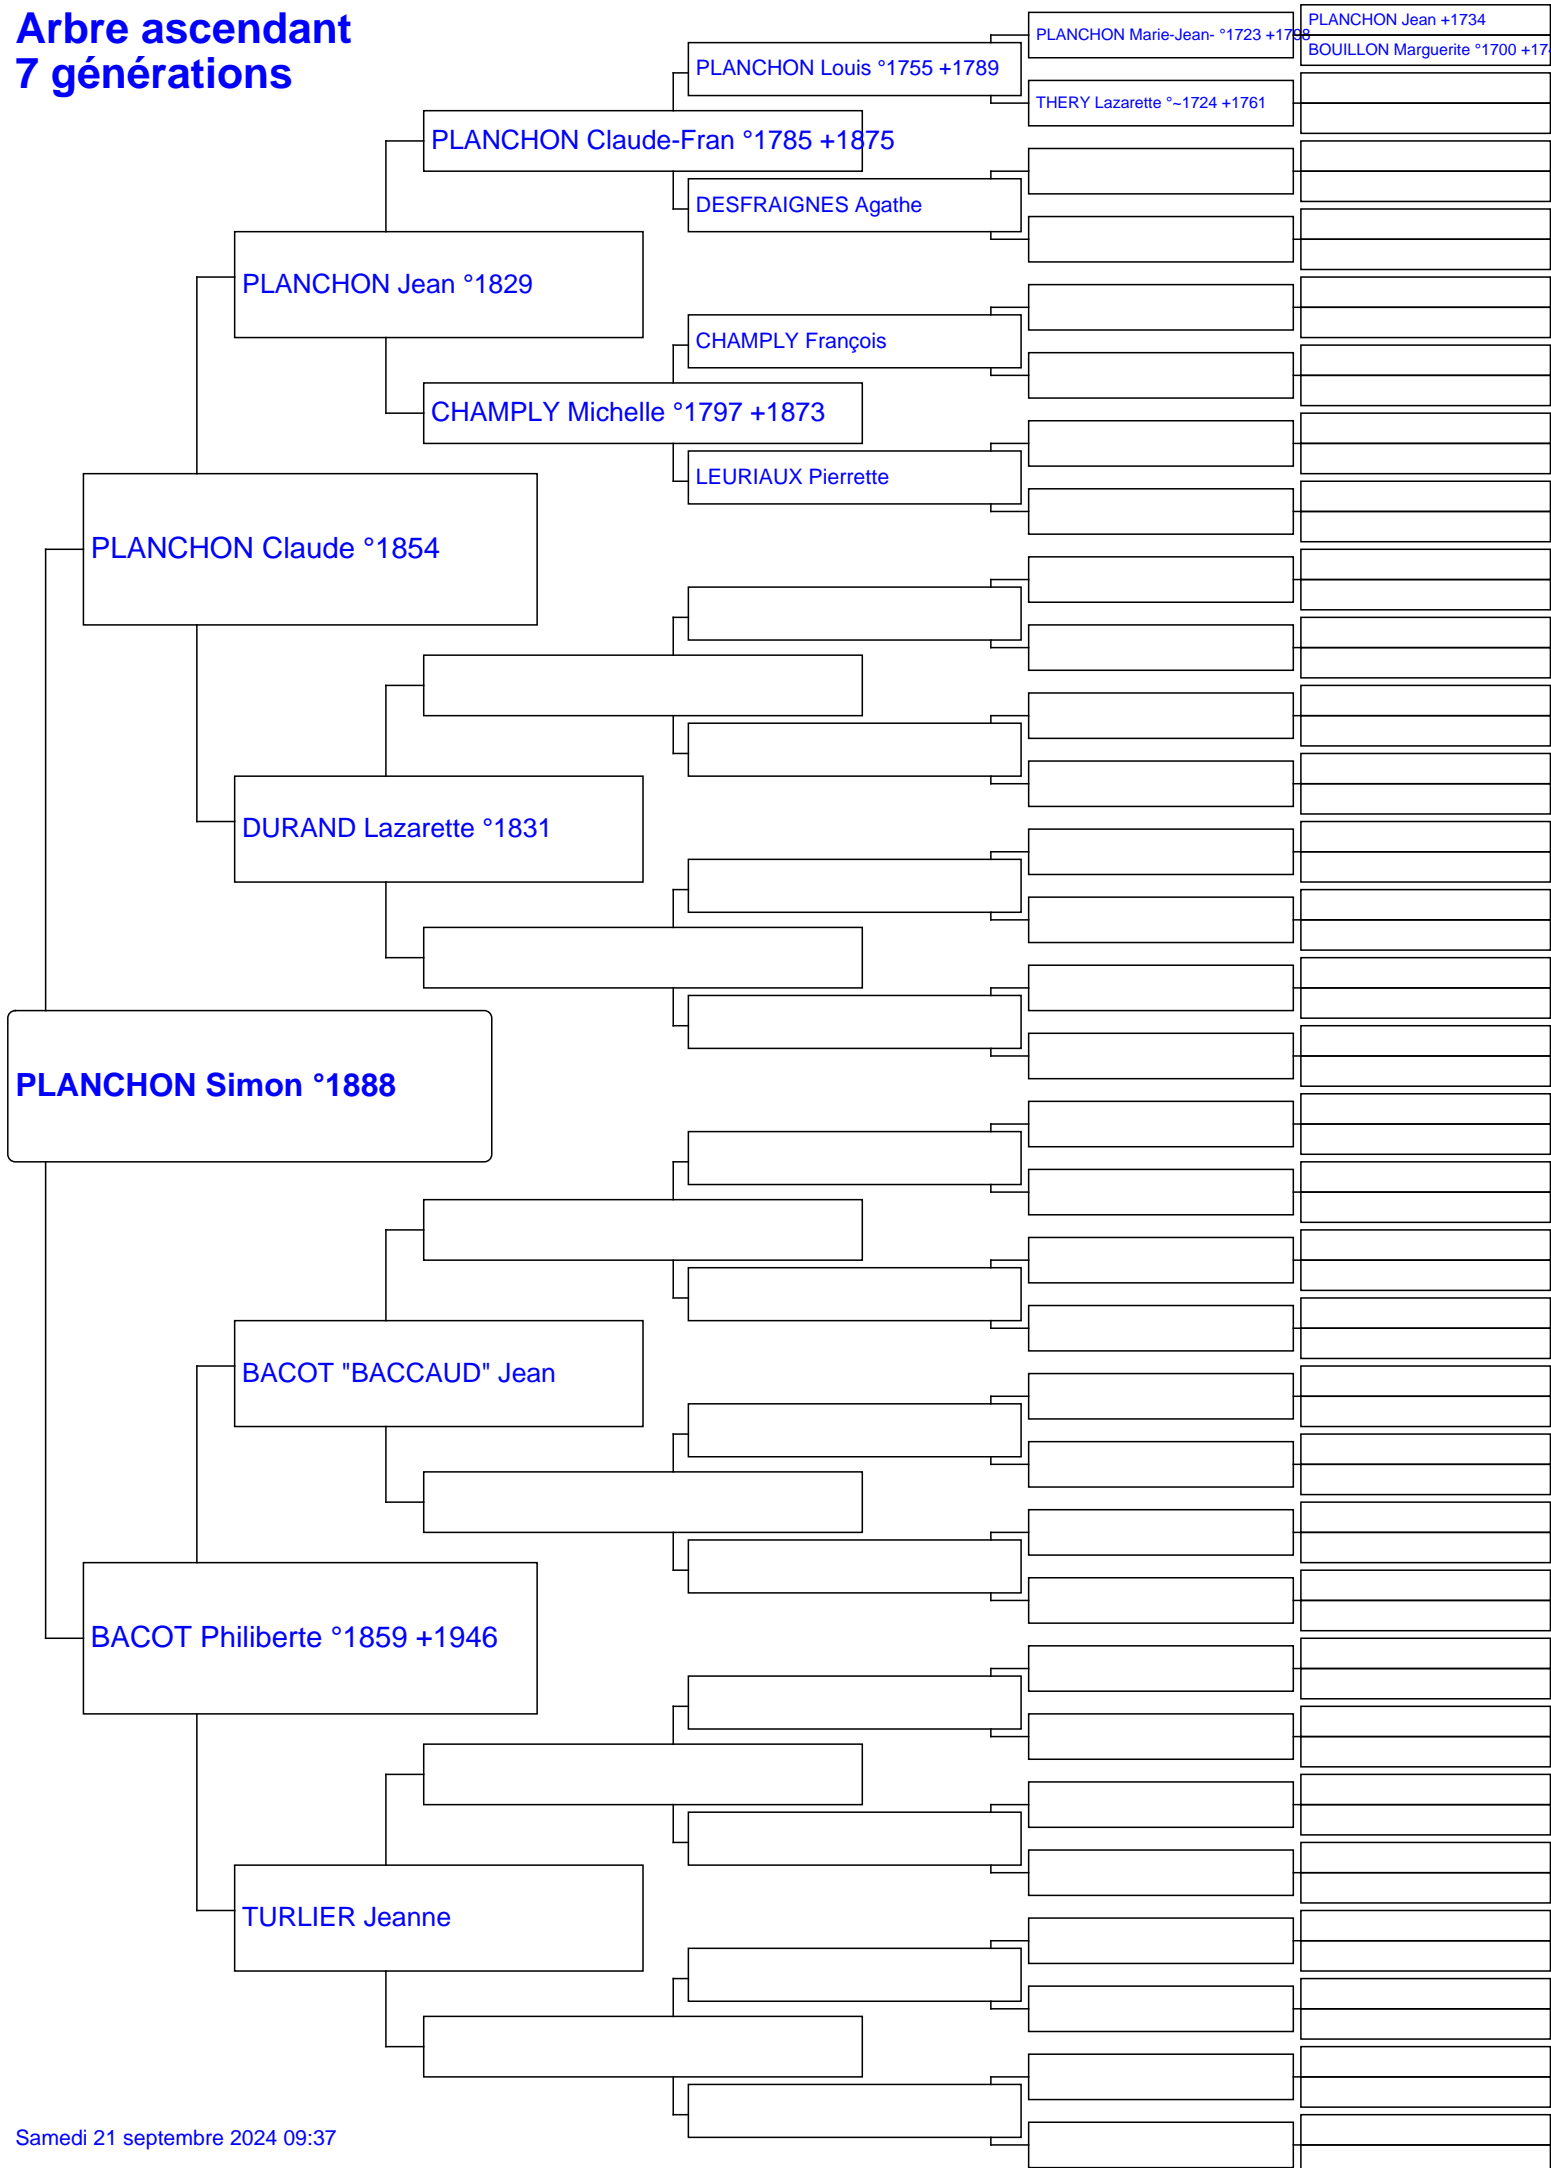 Arbre ascendant
7 générations
PLANCHON Jean +1734
PLANCHON Marie-Jean- °1723 +1798
BOUILLON Marguerite °1700 +17
PLANCHON Louis °1755 +1789
THERY Lazarette °~1724 +1761
PLANCHON Claude-Fran °1785 +1875
DESFRAIGNES Agathe
PLANCHON Jean °1829
CHAMPLY François
CHAMPLY Michelle °1797 +1873
LEURIAUX Pierrette
PLANCHON Claude °1854
DURAND Lazarette °1831
PLANCHON Simon °1888
BACOT "BACCAUD" Jean
BACOT Philiberte °1859 +1946
TURLIER Jeanne
Samedi 21 septembre 2024 09:37